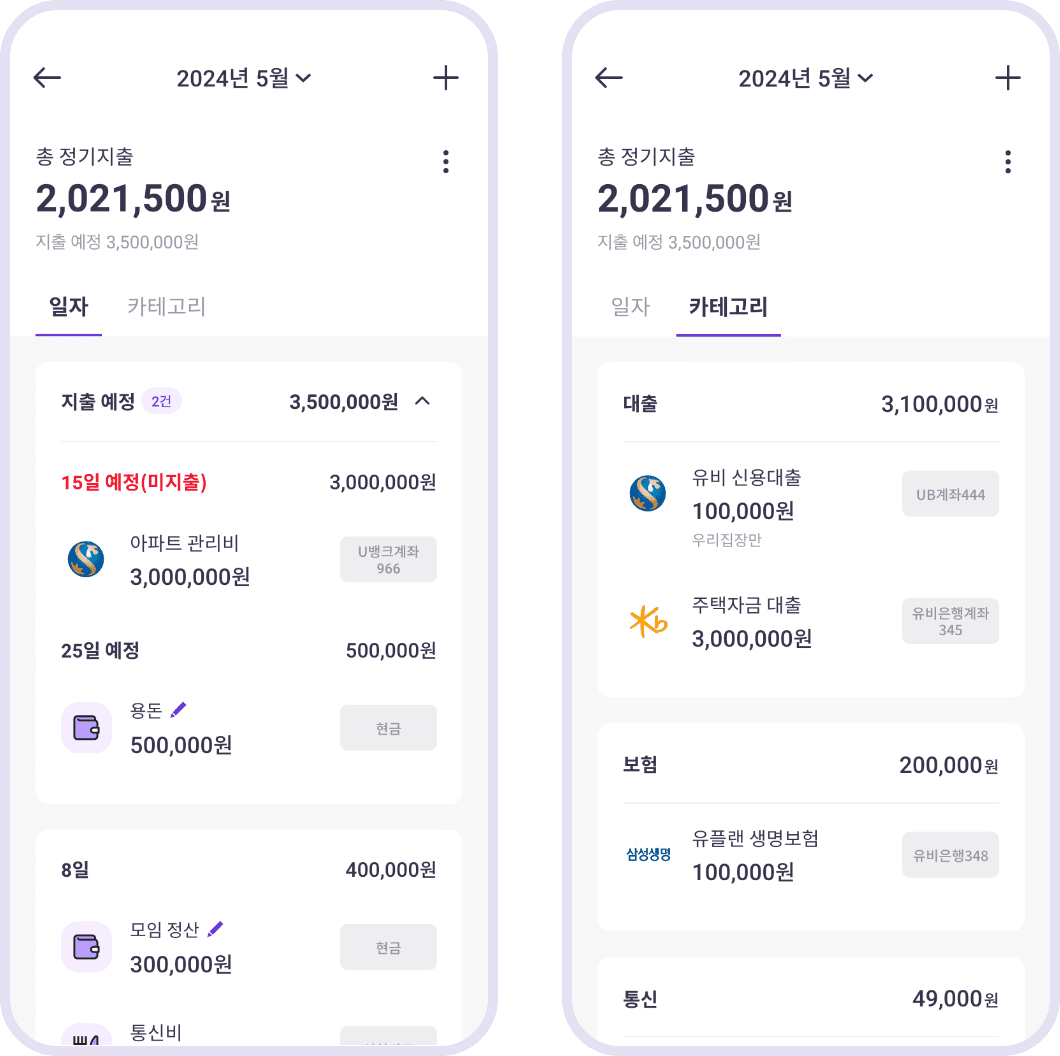 2024년 5월
총 정기지출
2,021,500원
지출 예정 3,500,000원
일자 카테고리
지출 예정 2건 3,500,000원
15일 예정(미지출) 3,000,000원
아파트 관리비
3,000,000원
U뱅크계좌
966
25일 예정 500,000원
용돈
500,000원
현금
8일 400,000원
모임 정산
300,000원
현금
통신비
2024년 5월
총 정기지출
2,021,500원
지출 예정 3,500,000원
일자 카테고리
대출 3,100,000원
유비 신용대출
100,000원
우리집장만
UB계좌444
주택자금 대출
3,000,000원
유비은행계좌
345
보험 200,000원
삼성생명
유플랜 생명보험
100,000원
유비은행348
통신 49,000원